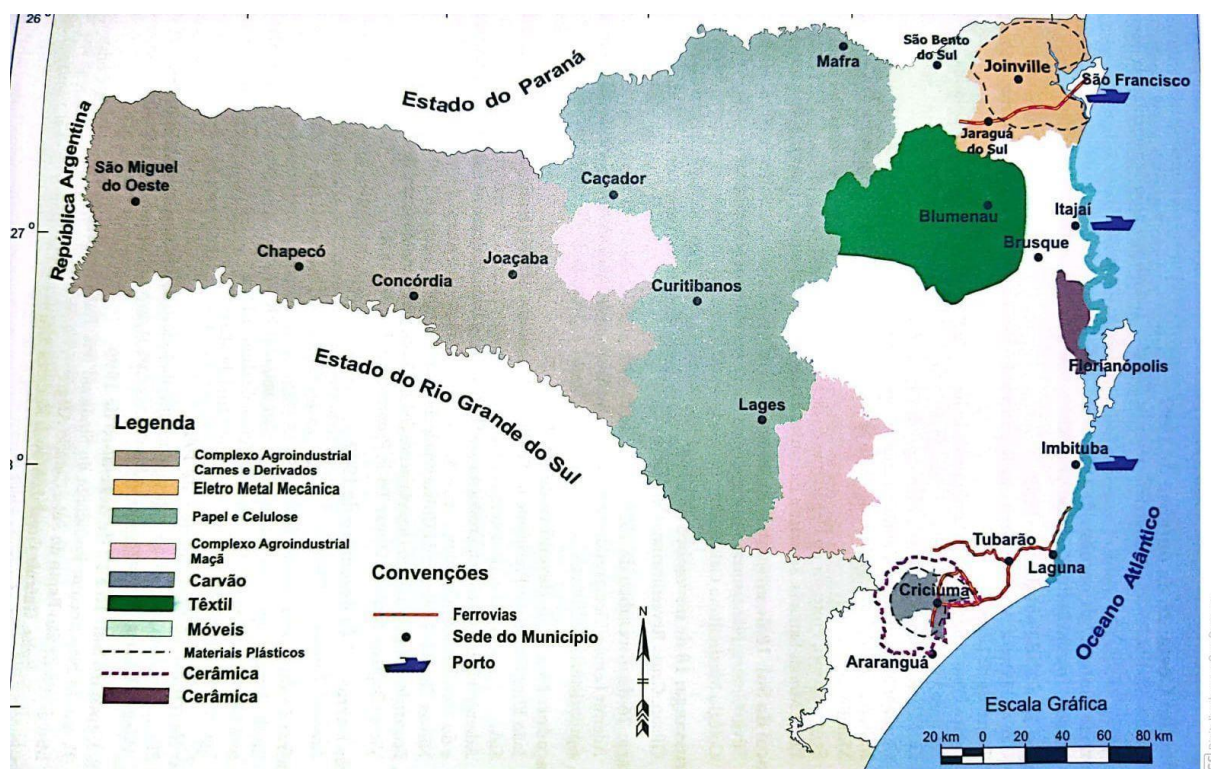 26 º
Estado do Paraná
Mafra
São Bento
do Sul
Joinville
São Francisco
Jaraguá
do Sul
República Argentina
São Miguel
do Oeste
Caçador
Blumenau
Itajaí
27 º
Chapecó
Joaçaba
Brusque
Concórdia
Curitibanos
Estado do Rio Grande do Sul
Florianópolis
Lages
Imbituba
Legenda
Complexo Agroindustrial
Carnes e Derivados
8 º
Eletro Metal Mecânica
Papel e Celulose
Complexo Agroindustrial
Maçã
Carvão
Têxtil
Móveis
Materiais Plásticos
Cerâmica
Cerâmica
Convenções
Ferrovias
Sede do Município
Porto
N
Tubarão
Laguna
Criciúma
Araranguá
Oceano Atlântico
Escala Gráfica
20 km 0 20 40 60 80 km